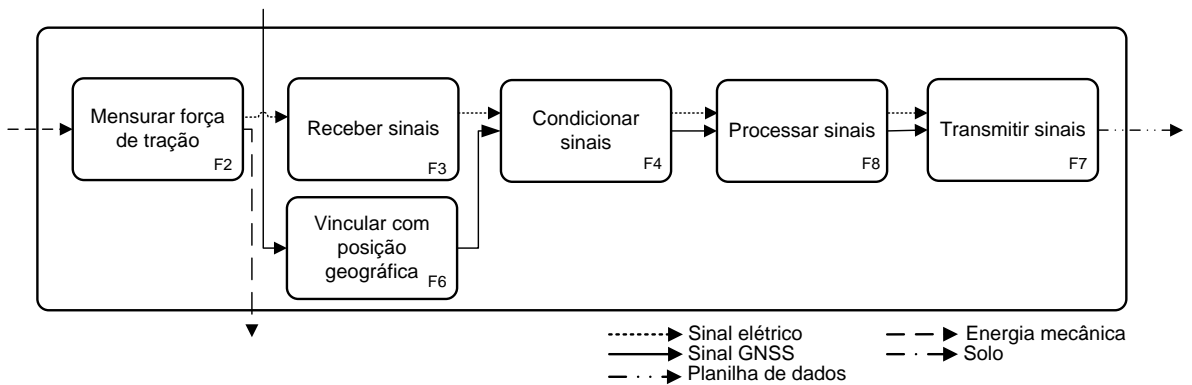 Mensurar força
de tração
F2
Receber sinais
F3
Condicionar
sinais
F4
Processar sinais
F8
Transmitir sinais
F7
Vincular com
posição
geográfica
F6
Sinal elétrico
Sinal GNSS
Planilha de dados
Energia mecânica
Solo